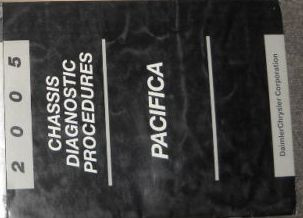 2005
CHASSIS
DIAGNOSTIC
PROCEDURES
PACIFICA
DaimlerChrysler Corporation